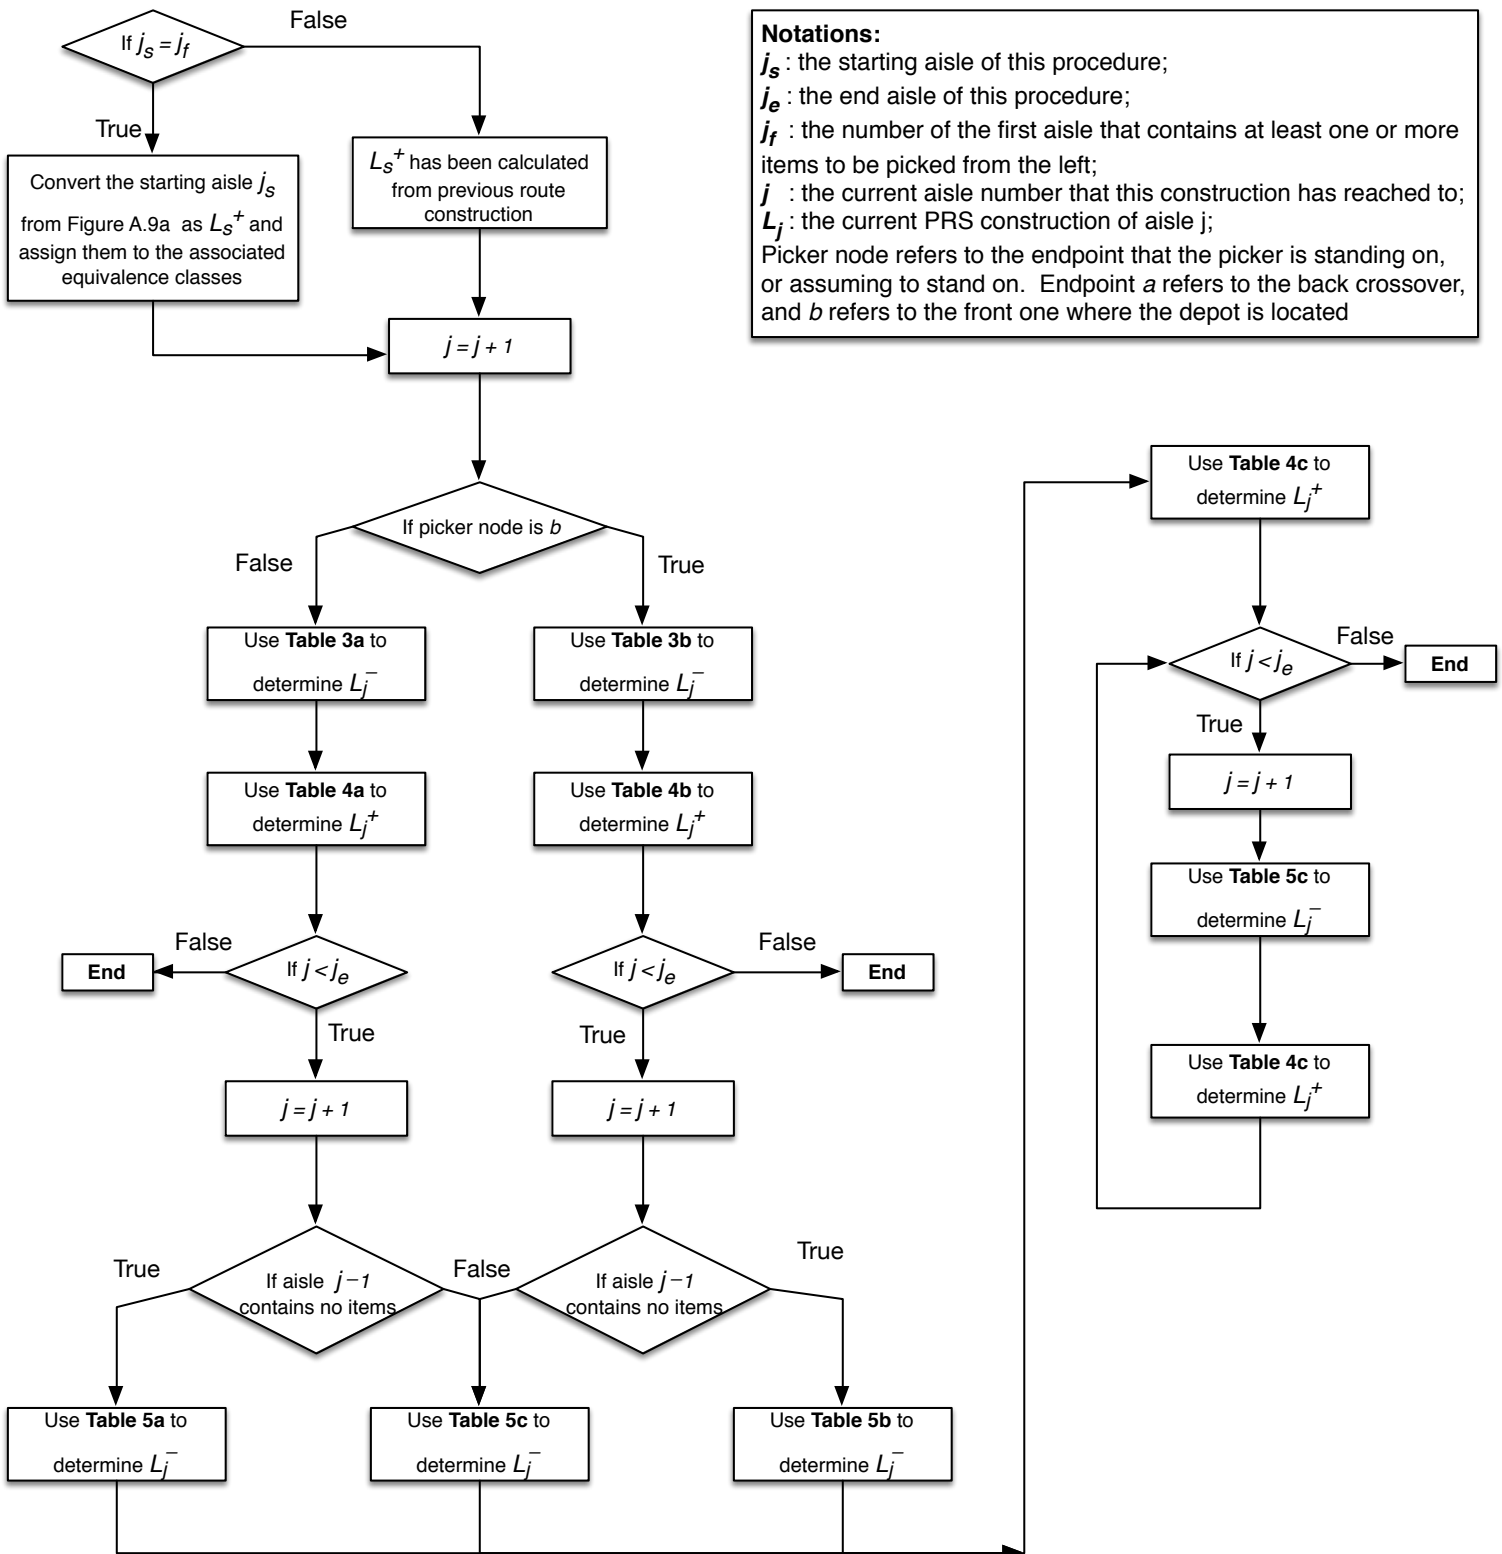 If j_s = j_f
False
True
Convert the starting aisle j_s
from Figure A.9a as L_s^+ and
assign them to the associated
equivalence classes
L_s^+ has been calculated
from previous route
construction
j = j + 1
Notations:
j_s : the starting aisle of this procedure;
j_e : the end aisle of this procedure;
j_f : the number of the first aisle that contains at least one or more
items to be picked from the left;
j : the current aisle number that this construction has reached to;
L_j : the current PRS construction of aisle j;
Picker node refers to the endpoint that the picker is standing on,
or assuming to stand on. Endpoint a refers to the back crossover,
and b refers to the front one where the depot is located
If picker node is b
False
True
Use Table 3a to
determine L_j^−
Use Table 3b to
determine L_j^−
Use Table 4a to
determine L_j^+
Use Table 4b to
determine L_j^+
If j < j_e
False
End
True
If j < j_e
False
End
True
j = j + 1
j = j + 1
If aisle j−1
contains no items
True
False
If aisle j−1
contains no items
True
Use Table 5a to
determine L_j^−
Use Table 5c to
determine L_j^−
Use Table 5b to
determine L_j^−
Use Table 4c to
determine L_j^+
If j < j_e
False
End
True
j = j + 1
Use Table 5c to
determine L_j^−
Use Table 4c to
determine L_j^+